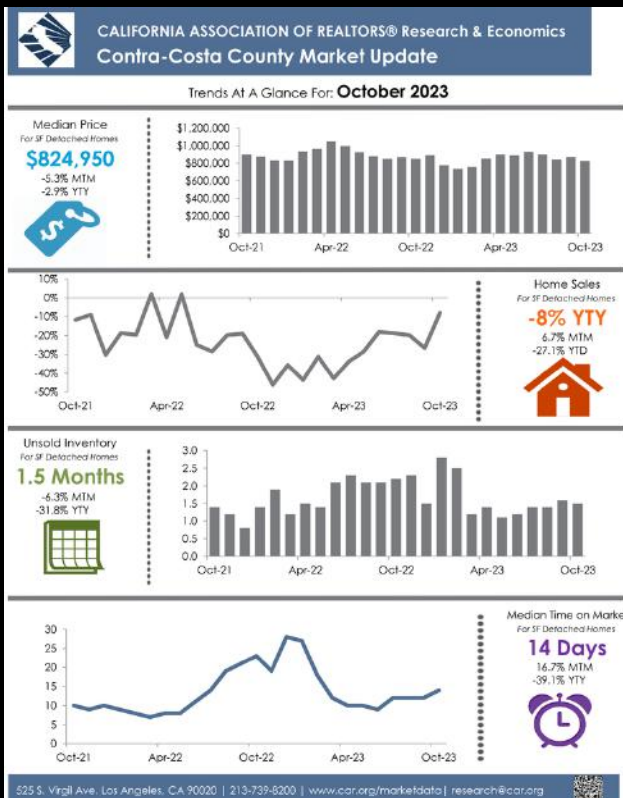 CALIFORNIA ASSOCIATION OF REALTORS® Research & Economics
Contra-Costa County Market Update
Trends At A Glance For: October 2023
Median Price
For SF Detached Homes
$824,950
-5.3% MTM
-2.9% YTY
$
$1,200,000
$1,000,000
$800,000
$600,000
$400,000
$200,000
$0
Oct-21 Apr-22 Oct-22 Apr-23 Oct-23
10%
0%
-10%
-20%
-30%
-40%
-50%
Oct-21 Apr-22 Oct-22 Apr-23 Oct-23
Home Sales
For SF Detached Homes
-8% YTY
6.7% MTM
-27.1% YTD
Unsold Inventory
For SF Detached Homes
1.5 Months
-6.3% MTM
-31.8% YTY
3.0
2.5
2.0
1.5
1.0
0.5
0.0
Oct-21 Apr-22 Oct-22 Apr-23 Oct-23
30
25
20
15
10
5
0
Oct-21 Apr-22 Oct-22 Apr-23 Oct-23
Median Time on Marke
For SF Detached Homes
14 Days
16.7% MTM
-39.1% YTY
525 S. Virgil Ave. Los Angeles, CA 90020 | 213-739-8200 | www.car.org/marketdata| research@car.org